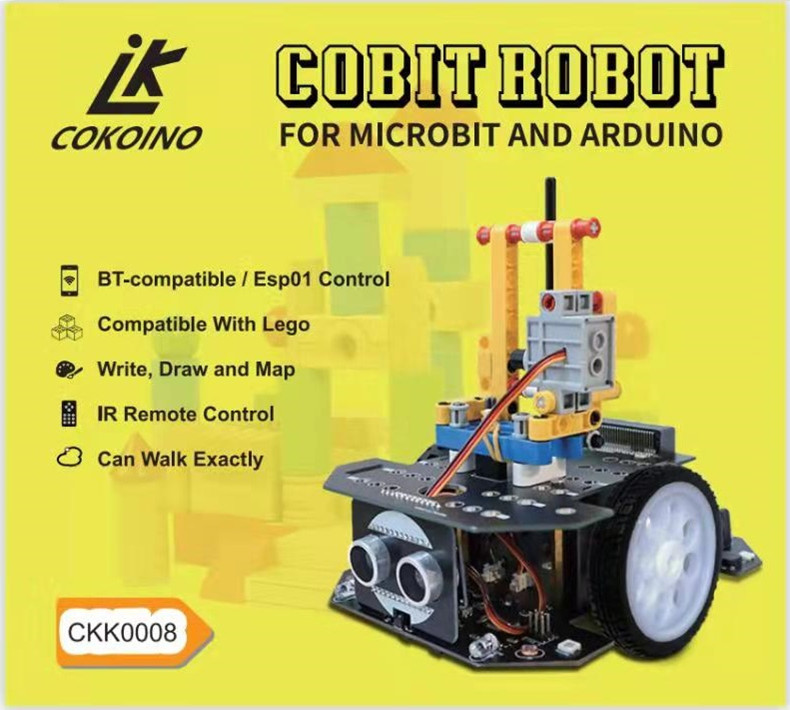 COKOINO
COBIT ROBOT
FOR MICROBIT AND ARDUINO
BT-compatible / Esp01 Control
Compatible With Lego
Write, Draw and Map
IR Remote Control
Can Walk Exactly
CKK0008